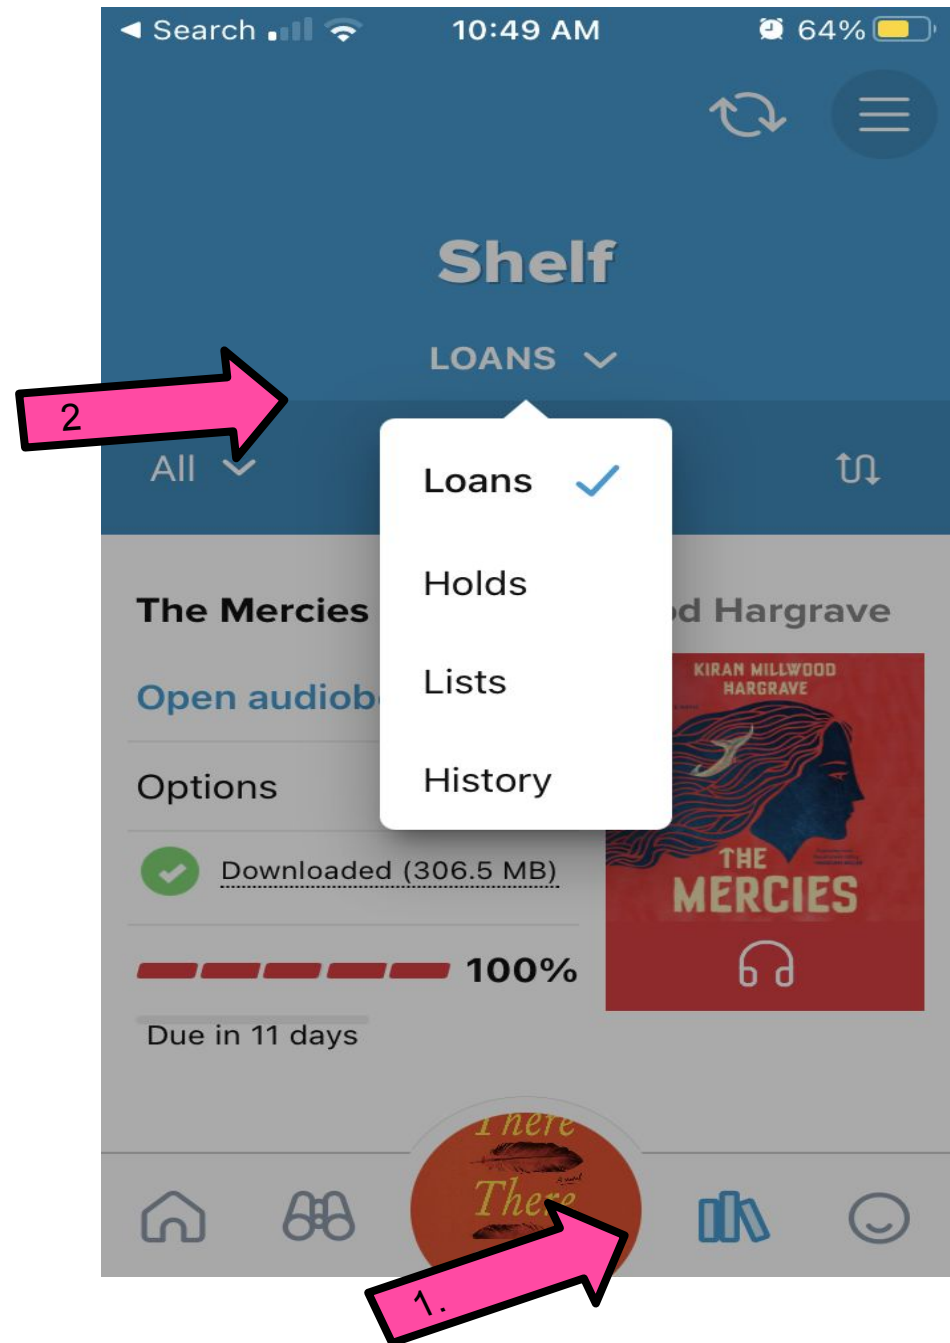 Search 10:49 AM 64%
Shelf
LOANS
2
All
Loans
Holds
Lists
History
The Mercies d Hargrave
Open audiob
Options
Downloaded (306.5 MB)
100%
Due in 11 days
KIRAN MILLWOOD
HARGRAVE
THE
MERCIES
There
There
1.